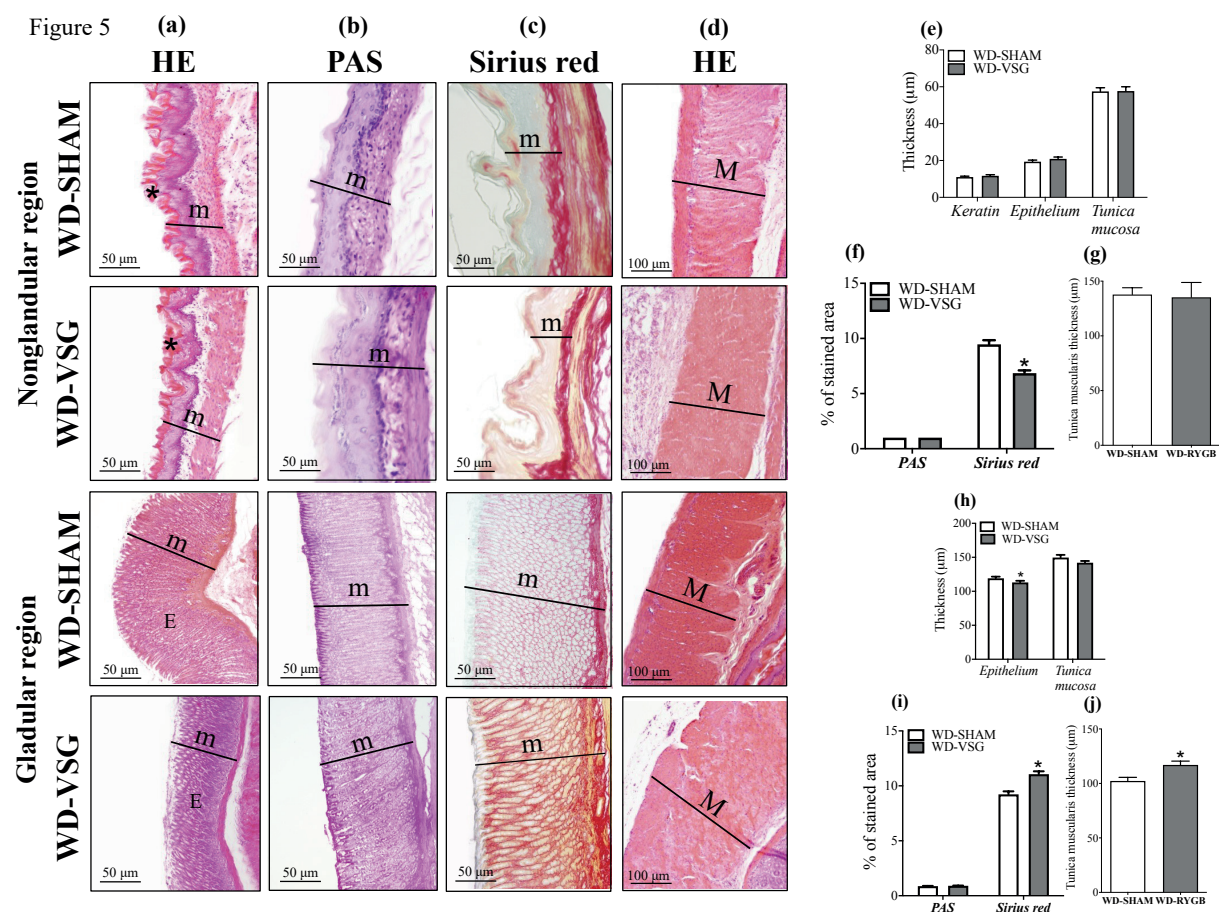 Figure 5
(a) (b) (c) (d)
HE PAS Sirius red HE
Nonglandular region
WD-SHAM
* m
50 μm
m
50 μm
m
50 μm
M
100 μm
WD-VSG
* m
50 μm
m
50 μm
m
50 μm
M
100 μm
Gladular region
WD-SHAM
m
E
50 μm
m
50 μm
m
50 μm
M
100 μm
WD-VSG
m
E
50 μm
m
50 μm
m
50 μm
M
100 μm
(e)
WD-SHAM
WD-VSG
Thickness (μm)
80
60
40
20
0
Keratin Epithelium Tunica
mucosa
(f)
WD-SHAM
WD-VSG
% of stained area
15
10
5
0
*
PAS Sirius red
(g)
Tunica muscularis thickness (μm)
150
100
50
0
WD-SHAM WD-RYGB
(h)
WD-SHAM
WD-VSG
Thickness (μm)
200
150
100
50
0
*
Epithelium Tunica
mucosa
(i)
WD-SHAM
WD-VSG
% of stained area
15
10
5
0
*
PAS Sirius red
(j)
Tunica muscularis thickness (μm)
150
100
50
0
*
WD-SHAM WD-RYGB